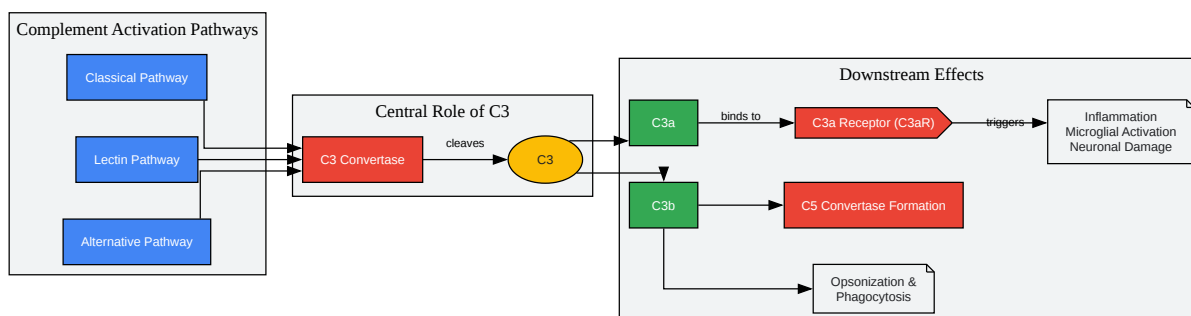 Complement Activation Pathways
Classical Pathway
Lectin Pathway
Alternative Pathway
Central Role of C3
C3 Convertase
cleaves
C3
Downstream Effects
C3a
binds to
C3a Receptor (C3aR)
triggers
Inflammation
Microglial Activation
Neuronal Damage
C3b
C5 Convertase Formation
Opsonization &
Phagocytosis